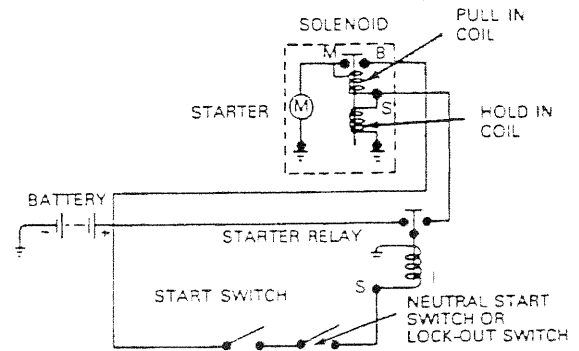 SOLENOID
PULL IN
COIL
M
B
STARTER
M
S
HOLD IN
COIL
BATTERY
-
+
STARTER RELAY
S
I
START SWITCH
NEUTRAL START
SWITCH OR
LOCK-OUT SWITCH